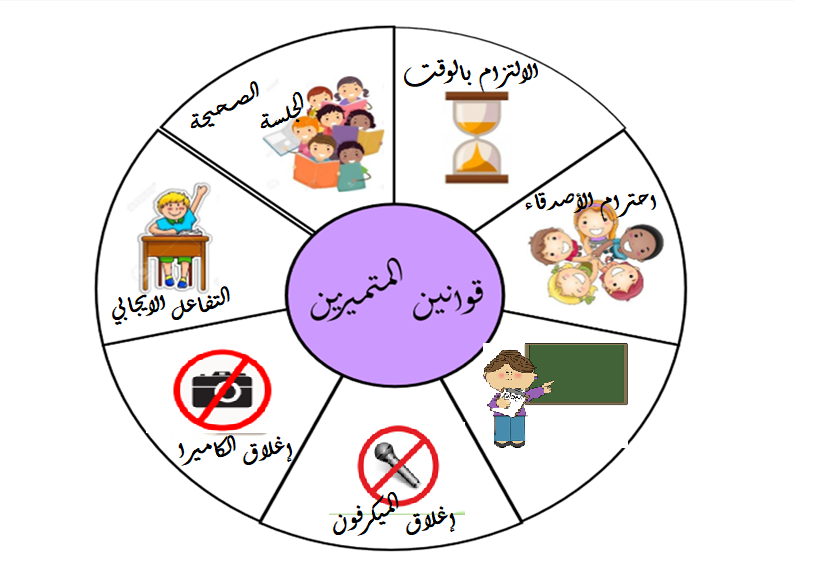 الالتزام بالوقت
الجلسة الصحيحة
احترام الأصدقاء
قوانين المتميزين
التفاعل الايجابي
إغلاق الكاميرا
إغلاق الميكرفون